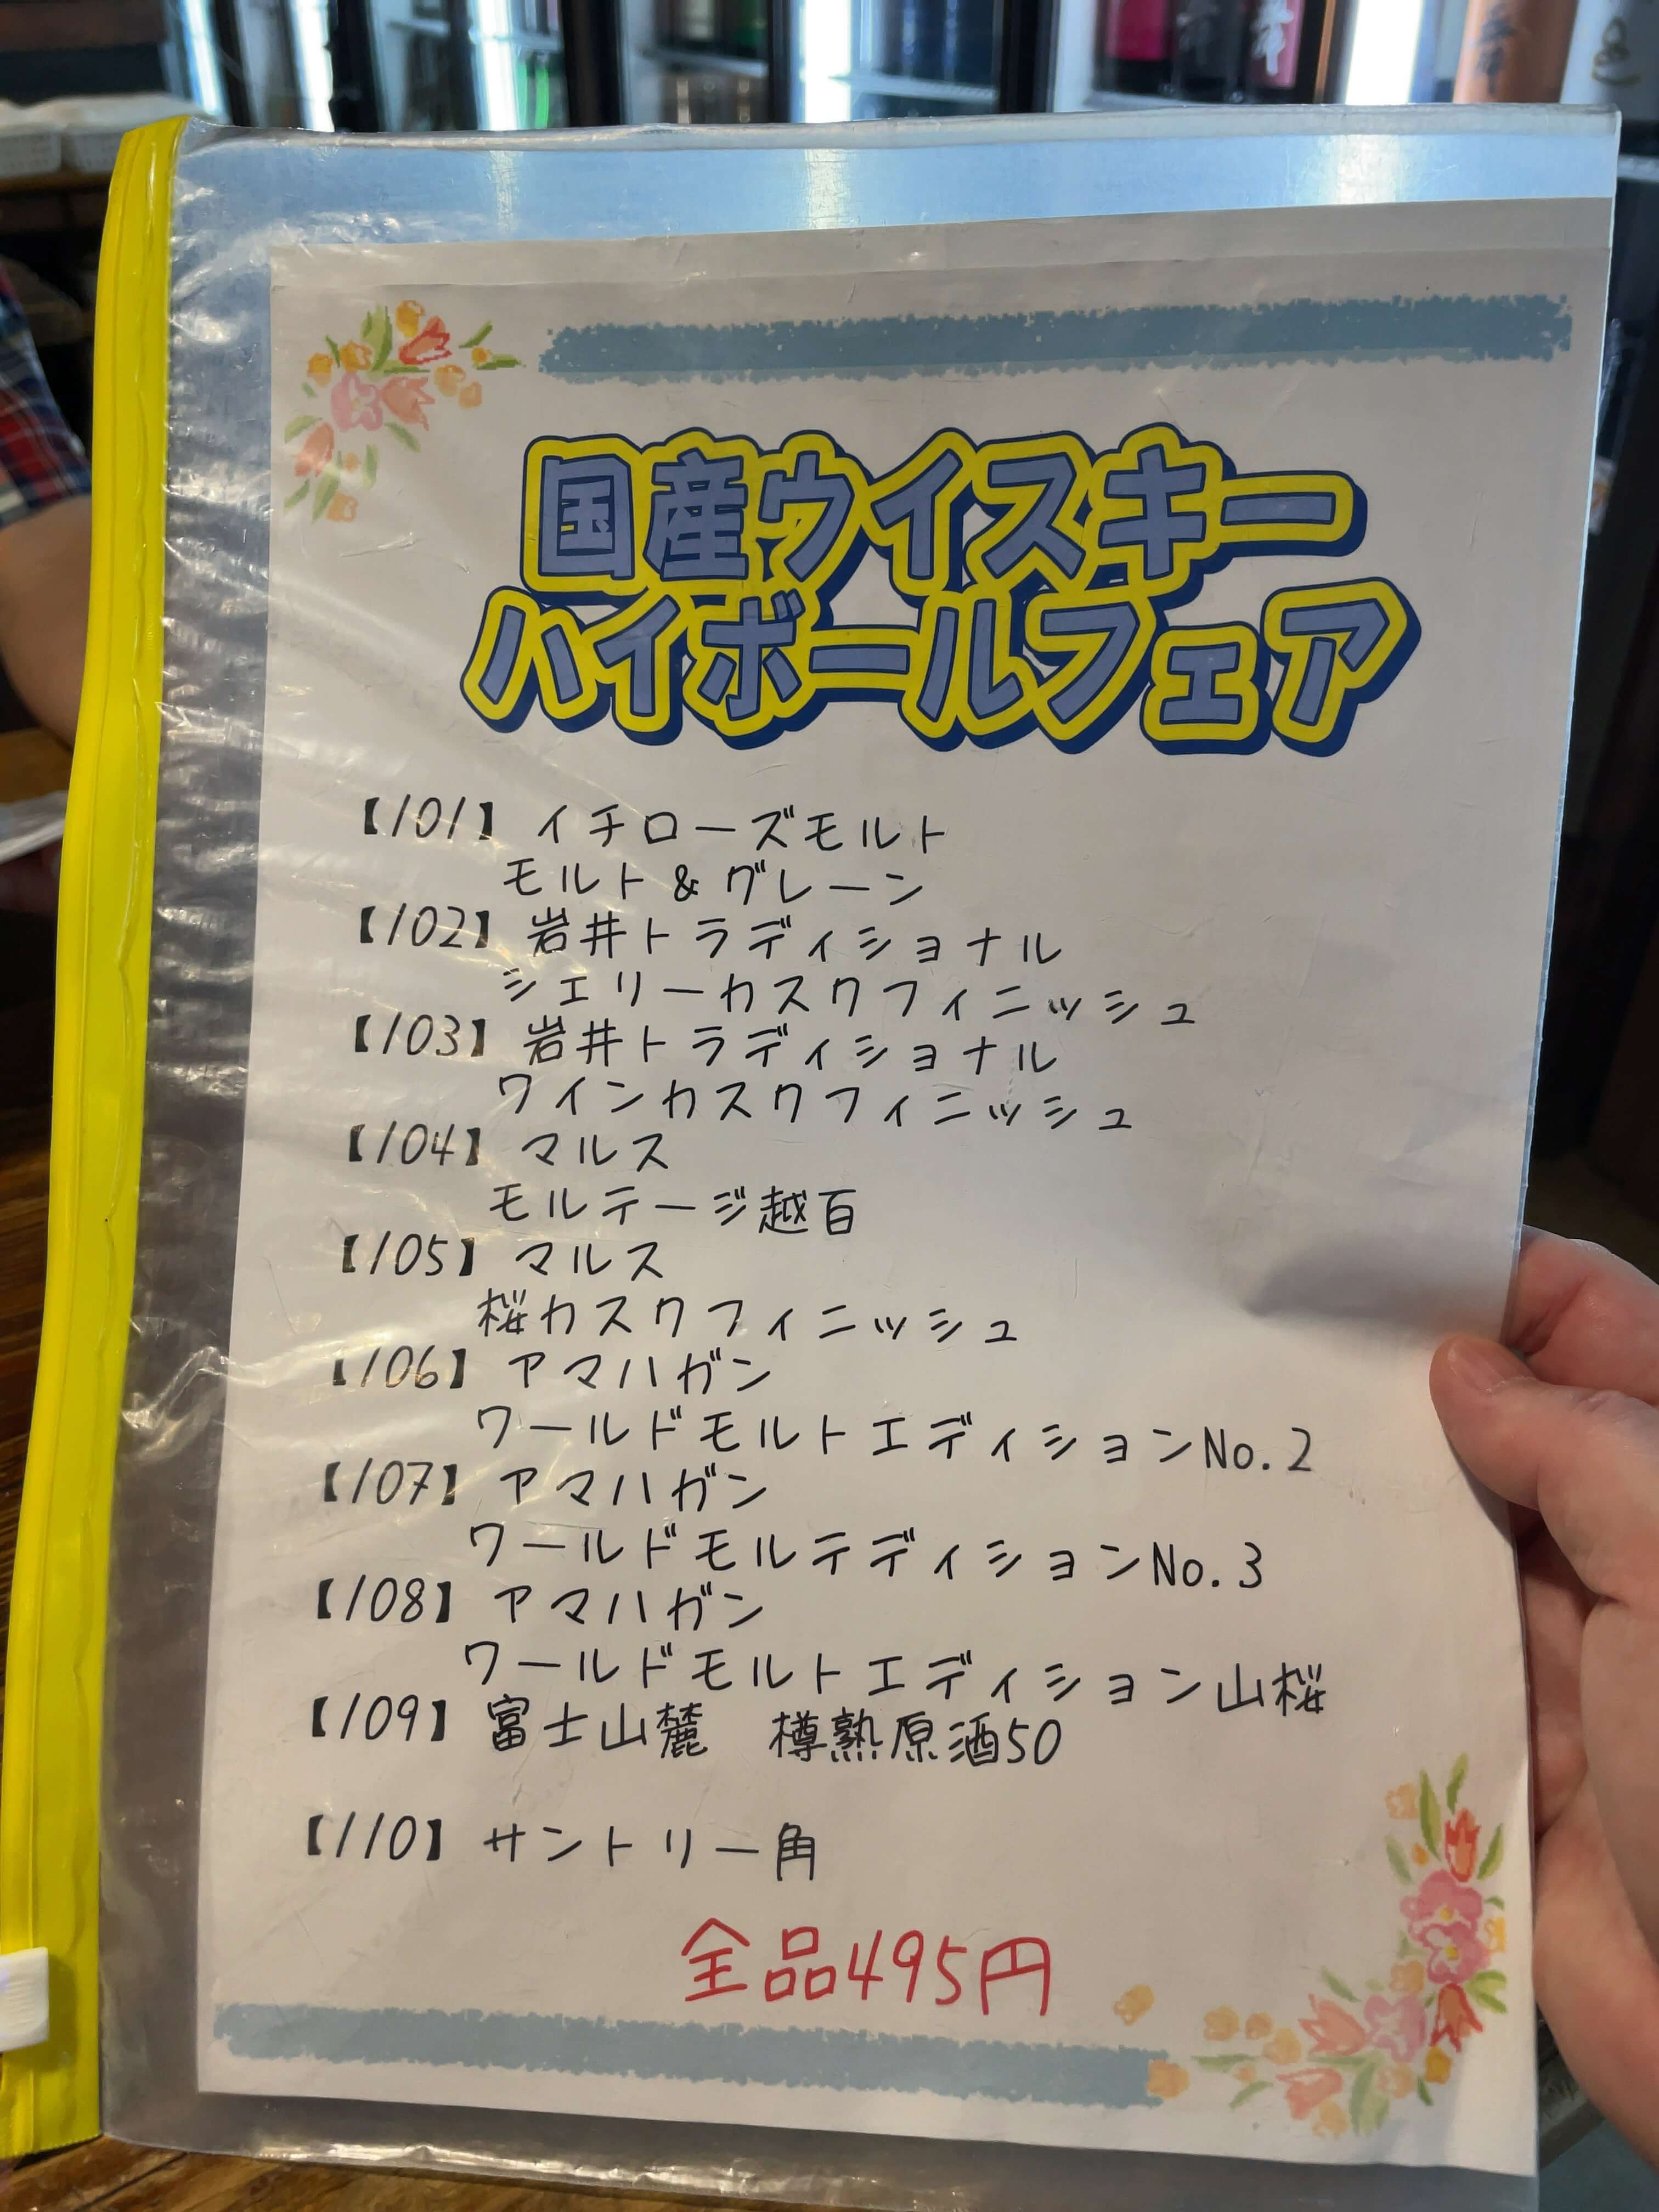 国産ウイスキー
ハイボールフェア
【101】イチローズモルト
モルト&グレーン
【102】岩井トラディショナル
シェリーカスクフィニッシュ
【103】岩井トラディショナル
ワインカスクフィニッシュ
【104】マルス
モルテージ越百
【105】マルス
桜カスクフィニッシュ
【106】アマハガン
ワールドモルトエディションNo.2
【107】アマハガン
ワールドモルテディションNo.3
【108】アマハガン
ワールドモルトエディション山桜
【109】富士山麓 樽熟原酒50
【110】サントリー角
全品495円